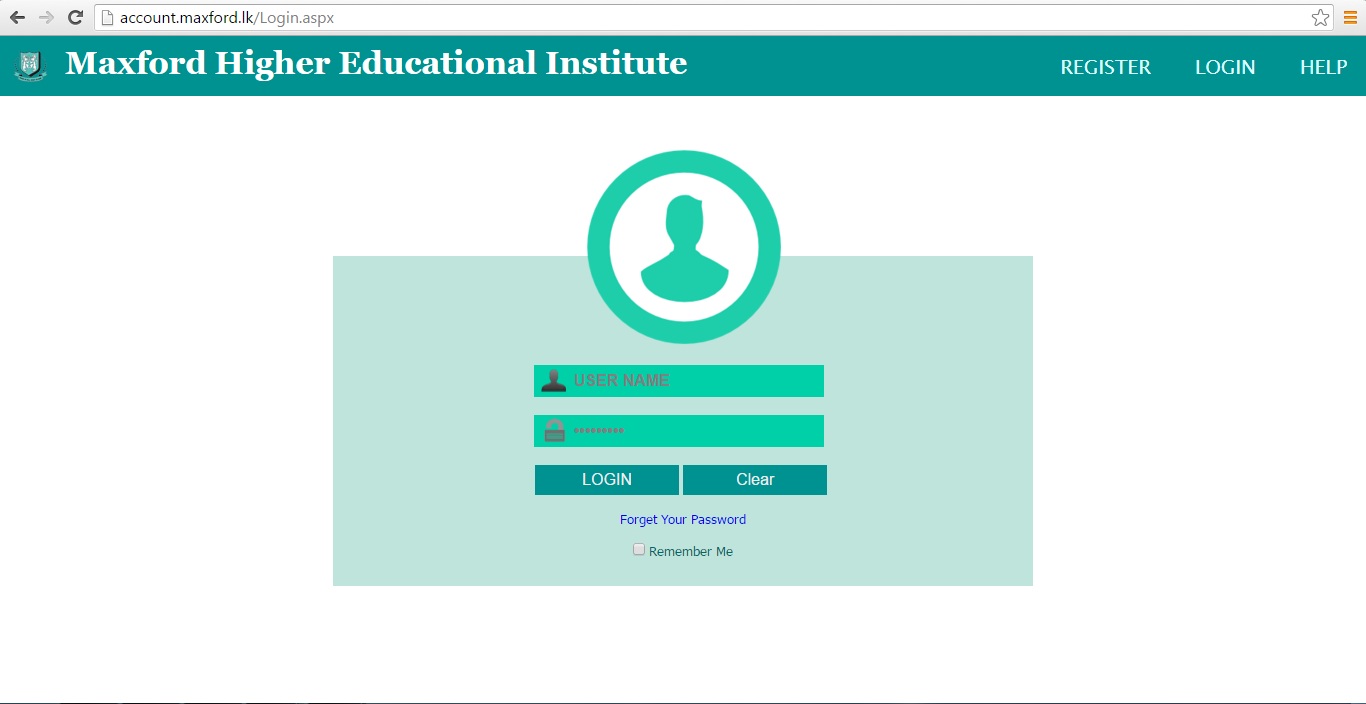 account.maxford.lk/Login.aspx
Maxford Higher Educational Institute
REGISTER LOGIN HELP
USER NAME
•••••••••
LOGIN Clear
Forget Your Password
Remember Me